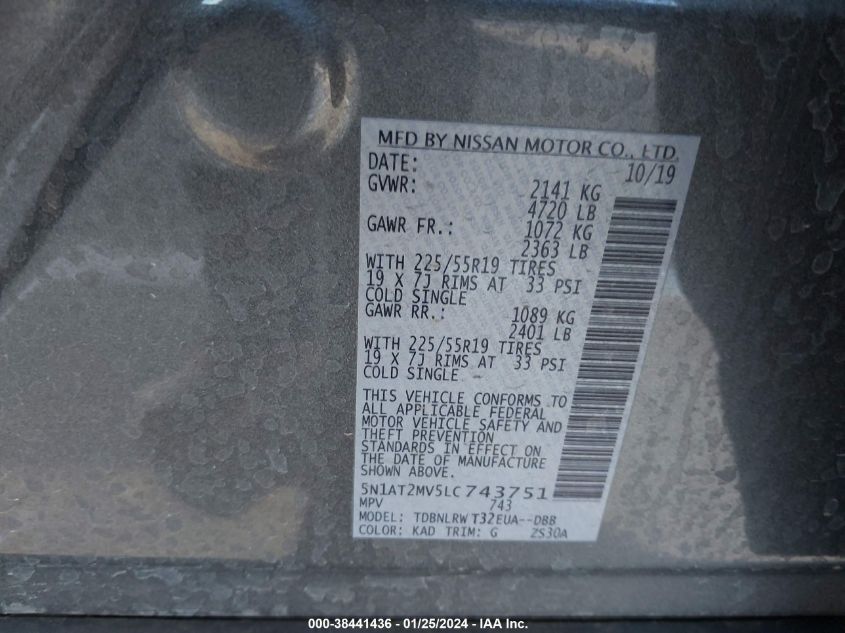 MFD BY NISSAN MOTOR CO., LTD.
DATE: 10/19
GVWR: 2141 KG
4720 LB
GAWR FR.: 1072 KG
2363 LB
WITH 225/55R19 TIRES
19 X 7J RIMS AT 33 PSI
COLD SINGLE
GAWR RR.: 1089 KG
2401 LB
WITH 225/55R19 TIRES
19 X 7J RIMS AT 33 PSI
COLD SINGLE
THIS VEHICLE CONFORMS TO
ALL APPLICABLE FEDERAL
MOTOR VEHICLE SAFETY AND
THEFT PREVENTION
STANDARDS IN EFFECT ON
THE DATE OF MANUFACTURE
SHOWN ABOVE.
5N1AT2MV5LC743751
MPV 743
MODEL: TDBNLRW T32EUA--DBB
COLOR: KAD TRIM: G ZS30A
000-38441436 - 01/25/2024 - IAA Inc.